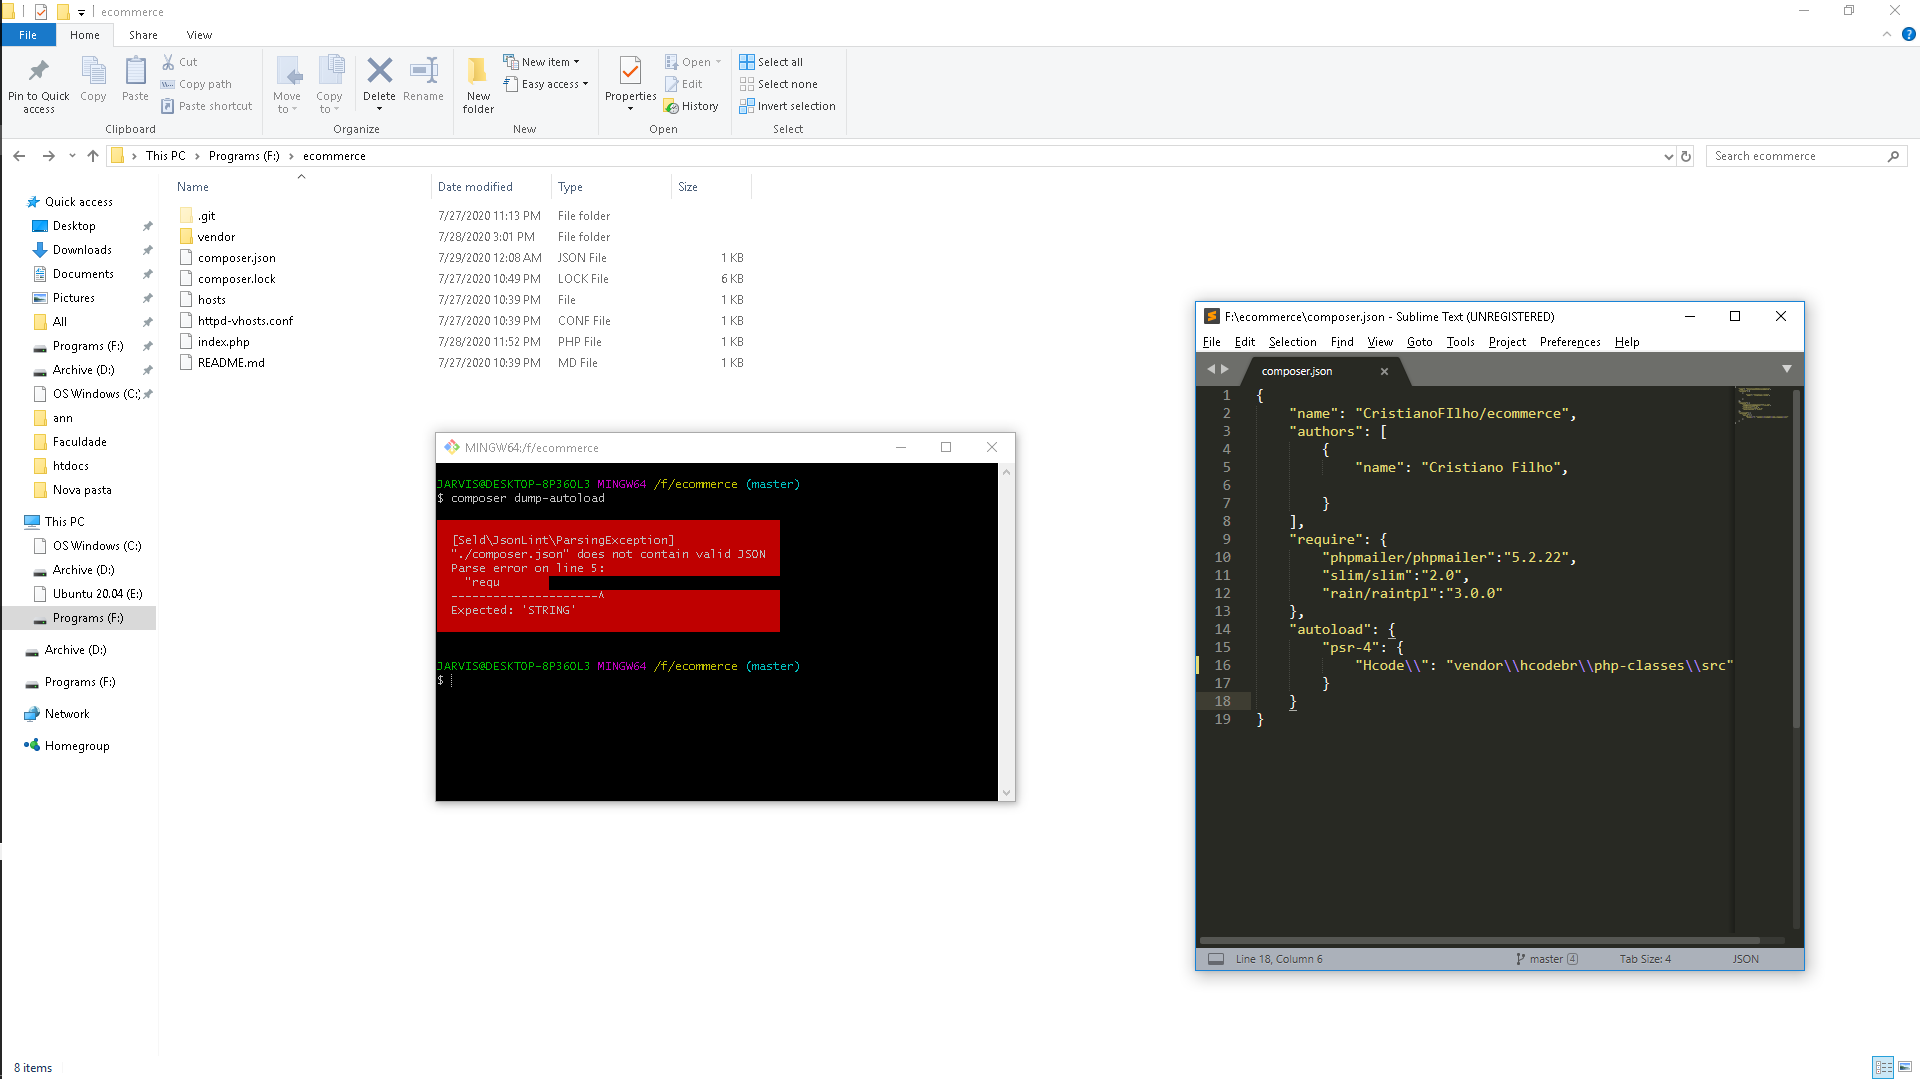 ecommerce
File Home Share View
Pin to Quick access
Copy
Paste
Cut
Copy path
Paste shortcut
Clipboard
Move to
Copy to
Delete
Rename
Organize
New folder
New item
Easy access
New
Properties
Open
Edit
History
Open
Select all
Select none
Invert selection
Select
This PC › Programs (F:) › ecommerce
Search ecommerce
Name Date modified Type Size
.git 7/27/2020 11:13 PM File folder
vendor 7/28/2020 3:01 PM File folder
composer.json 7/29/2020 12:08 AM JSON File 1 KB
composer.lock 7/27/2020 10:49 PM LOCK File 6 KB
hosts 7/27/2020 10:39 PM File 1 KB
httpd-vhosts.conf 7/27/2020 10:39 PM CONF File 1 KB
index.php 7/28/2020 11:52 PM PHP File 1 KB
README.md 7/27/2020 10:39 PM MD File 1 KB
Quick access
Desktop
Downloads
Documents
Pictures
All
Programs (F:)
Archive (D:)
OS Windows (C:)
ann
Faculdade
htdocs
Nova pasta
This PC
OS Windows (C:)
Archive (D:)
Ubuntu 20.04 (E:)
Programs (F:)
Archive (D:)
Programs (F:)
Network
Homegroup
8 items
MINGW64:/f/ecommerce
JARVIS@DESKTOP-8P36OL3 MINGW64 /f/ecommerce (master)
$ composer dump-autoload
[Seld\JsonLint\ParsingException]
"./composer.json" does not contain valid JSON
Parse error on line 5:
"requ
---------------------^
Expected: 'STRING'
JARVIS@DESKTOP-8P36OL3 MINGW64 /f/ecommerce (master)
$
F:\ecommerce\composer.json - Sublime Text (UNREGISTERED)
File Edit Selection Find View Goto Tools Project Preferences Help
composer.json
1 {
2 "name": "CristianoFIlho/ecommerce",
3 "authors": [
4 {
5 "name": "Cristiano Filho",
6
7 }
8 ],
9 "require": {
10 "phpmailer/phpmailer":"5.2.22",
11 "slim/slim":"2.0",
12 "rain/raintpl":"3.0.0"
13 },
14 "autoload": {
15 "psr-4": {
16 "Hcode\\": "vendor\\hcodebr\\php-classes\\src"
17 }
18 }
19 }
Line 18, Column 6 master 4 Tab Size: 4 JSON